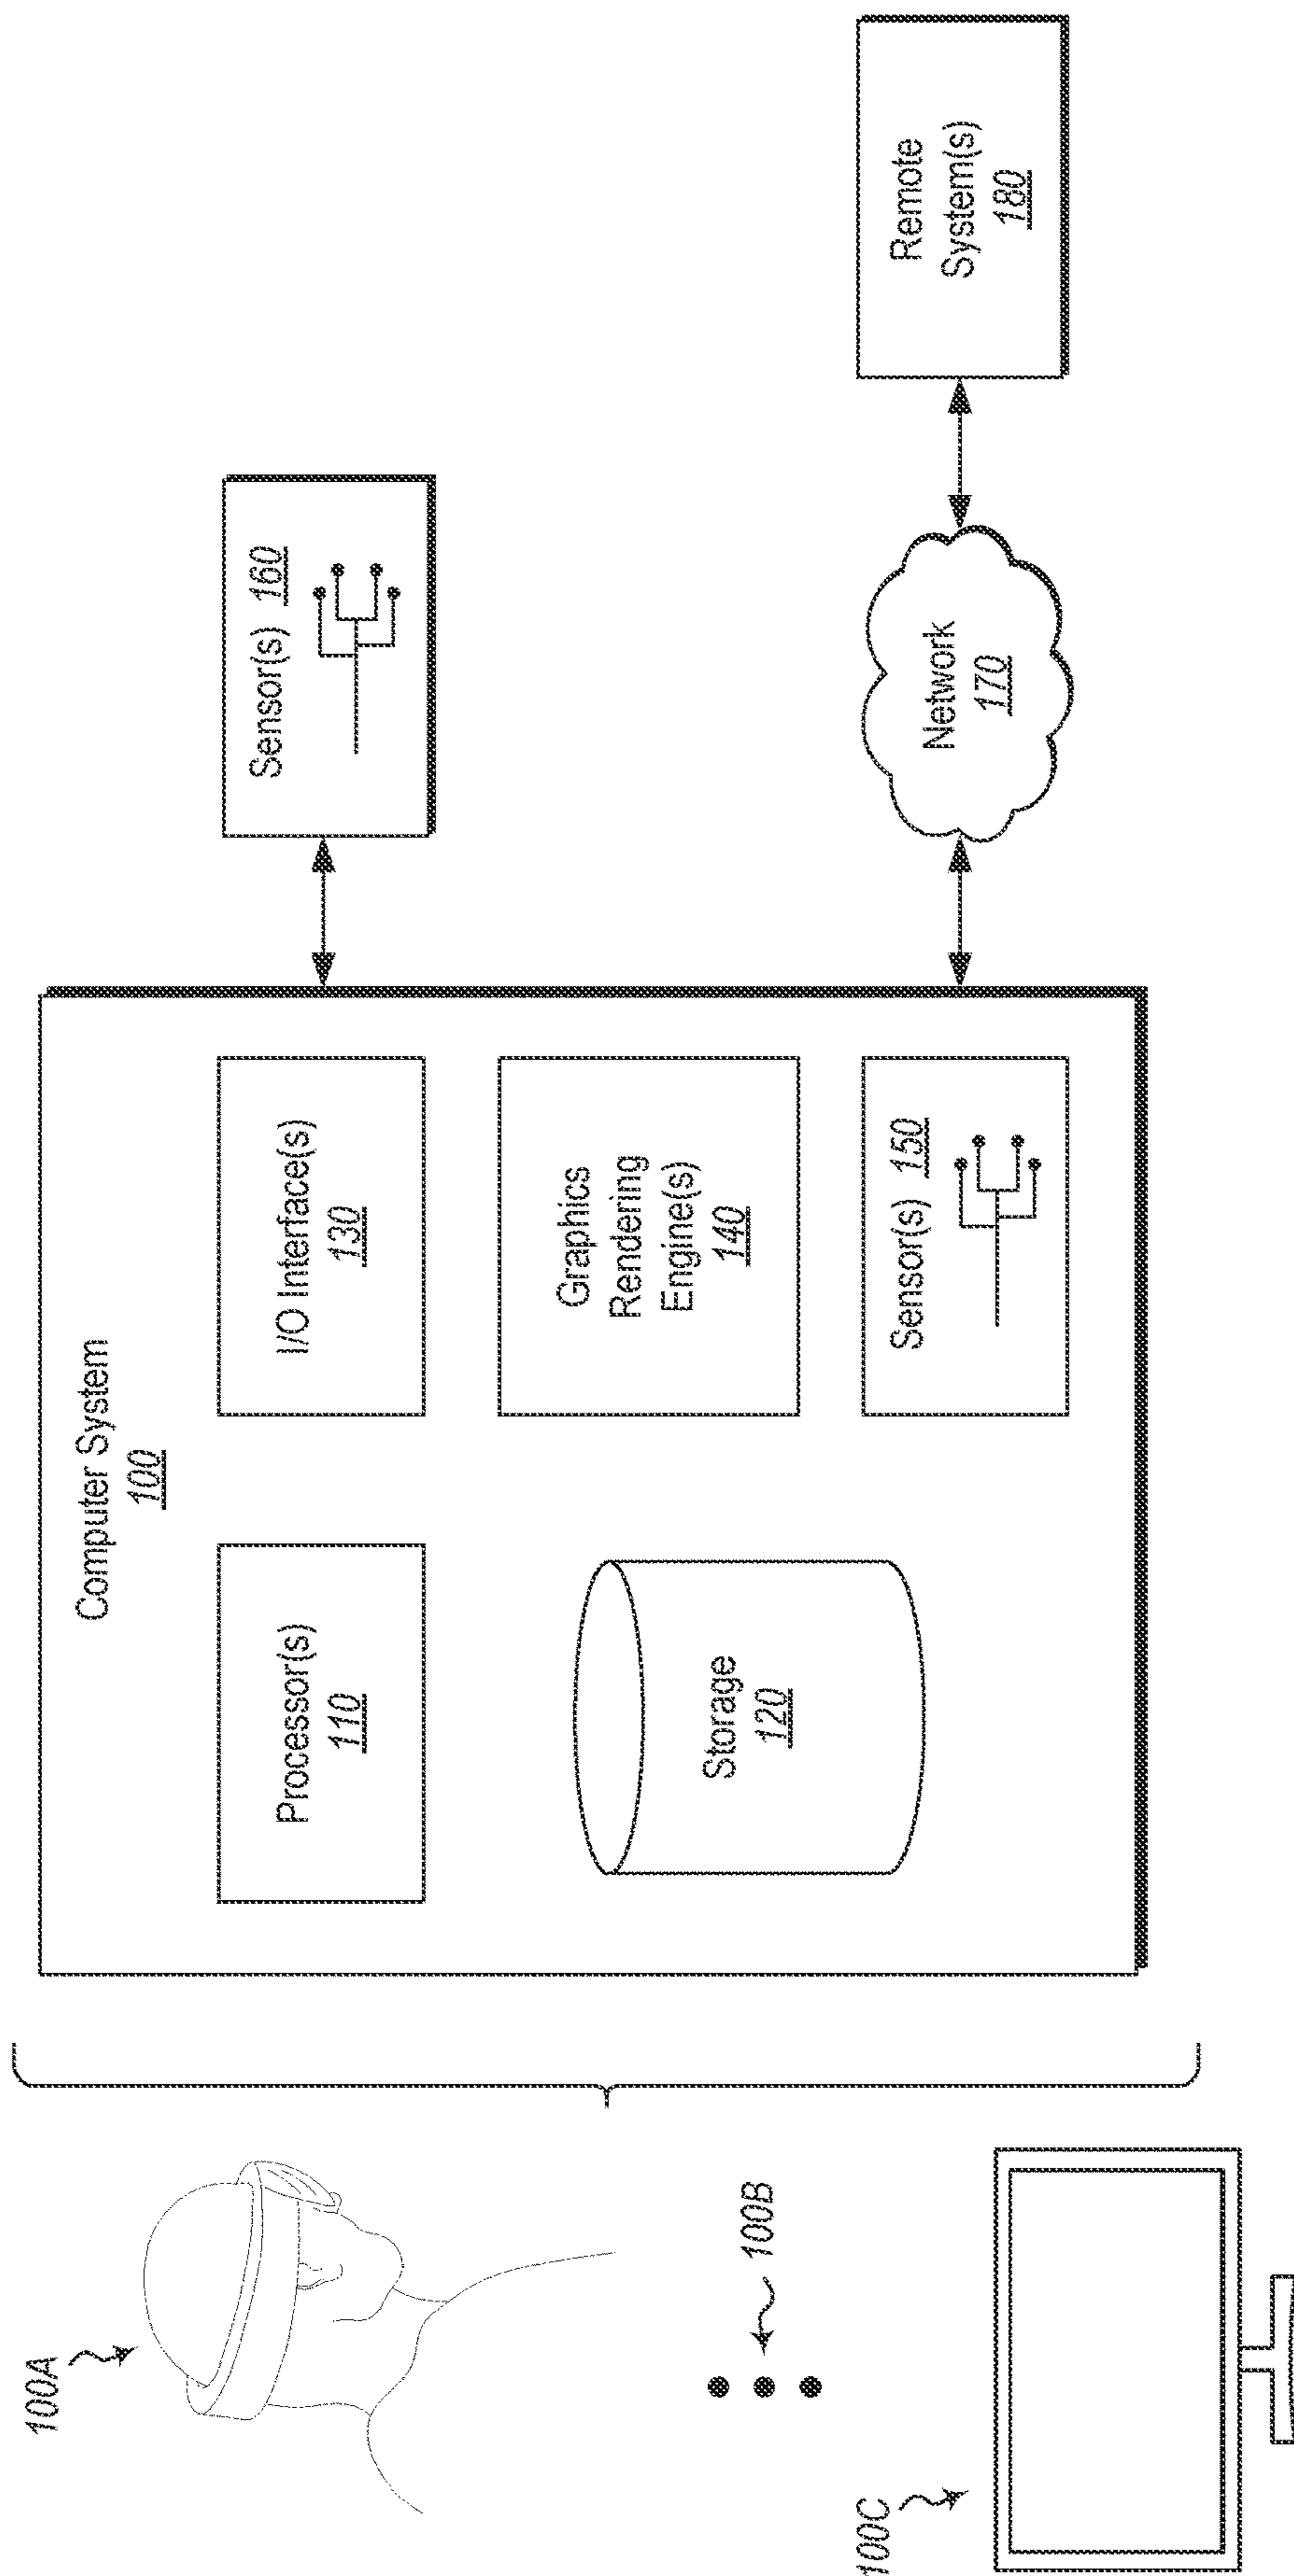 100A
100B
100C
Computer System
100
Processor(s)
110
Storage
120
I/O Interface(s)
130
Graphics
Rendering
Engine(s)
140
Sensor(s) 150
Sensor(s) 160
Network
170
Remote
System(s)
180